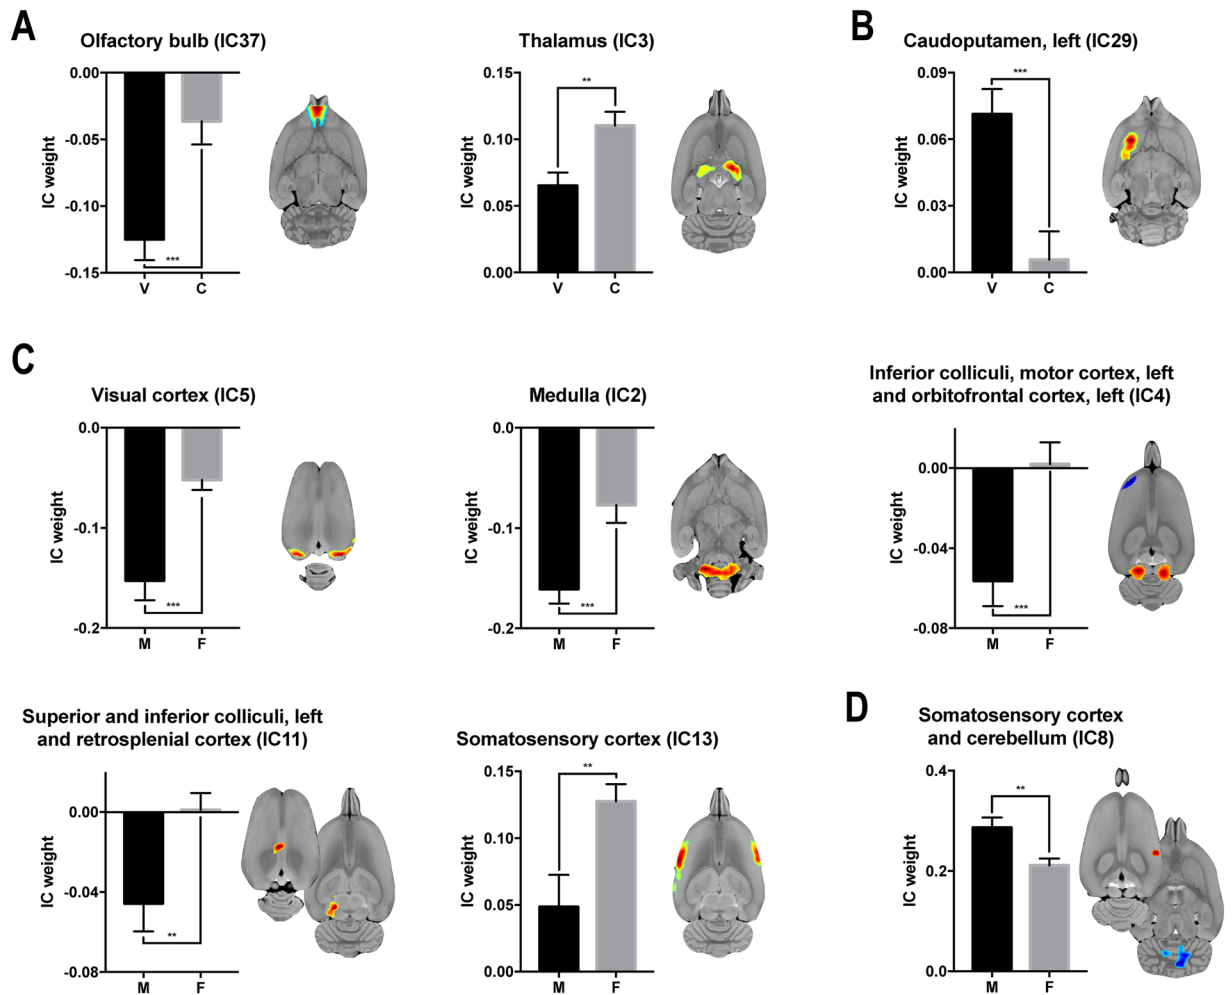 A
Olfactory bulb (IC37)
IC weight
0.00
-0.05
-0.10
-0.15
***
V
C
Thalamus (IC3)
IC weight
0.15
0.10
0.05
0.00
**
V
C
B
Caudoputamen, left (IC29)
IC weight
0.09
0.06
0.03
0.00
***
V
C
C
Visual cortex (IC5)
IC weight
0.0
-0.1
-0.2
***
M
F
Medulla (IC2)
IC weight
0.0
-0.1
-0.2
***
M
F
Inferior colliculi, motor cortex, left
and orbitofrontal cortex, left (IC4)
IC weight
0.00
-0.04
-0.08
***
M
F
Superior and inferior colliculi, left
and retrosplenial cortex (IC11)
IC weight
0.00
-0.04
-0.08
**
M
F
Somatosensory cortex (IC13)
IC weight
0.15
0.10
0.05
0.00
**
M
F
D
Somatosensory cortex
and cerebellum (IC8)
IC weight
0.4
0.2
0.0
**
M
F